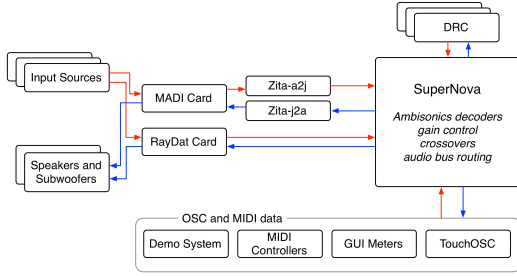 DRC
Input Sources
Zita-a2j
SuperNova
MADI Card
Zita-j2a
Ambisonics decoders
gain control
crossovers
audio bus routing
RayDat Card
Speakers and
Subwoofers
OSC and MIDI data
Demo System
MIDI
Controllers
GUI Meters
TouchOSC